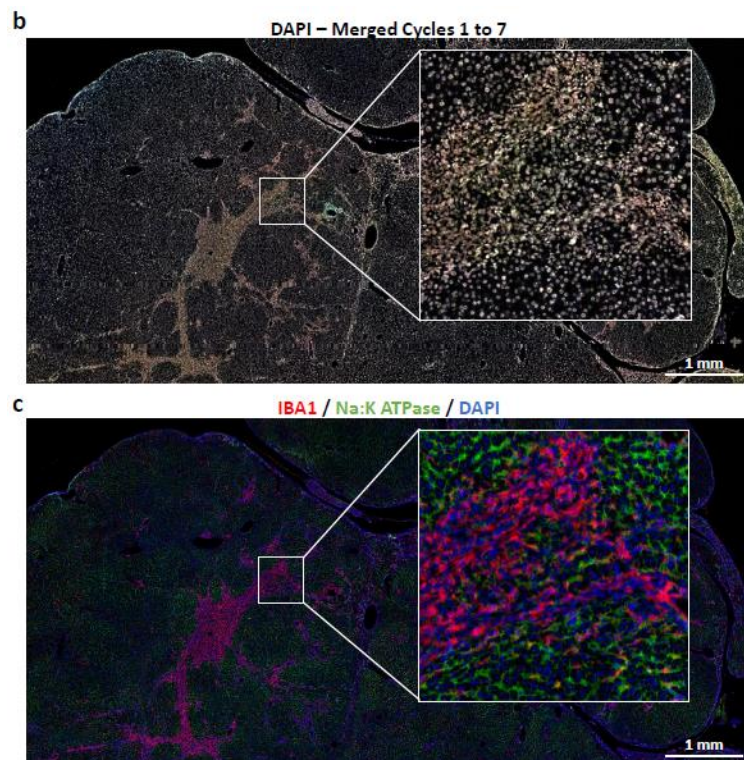 b
DAPI – Merged Cycles 1 to 7
1 mm
c
IBA1 / Na:K ATPase / DAPI
1 mm